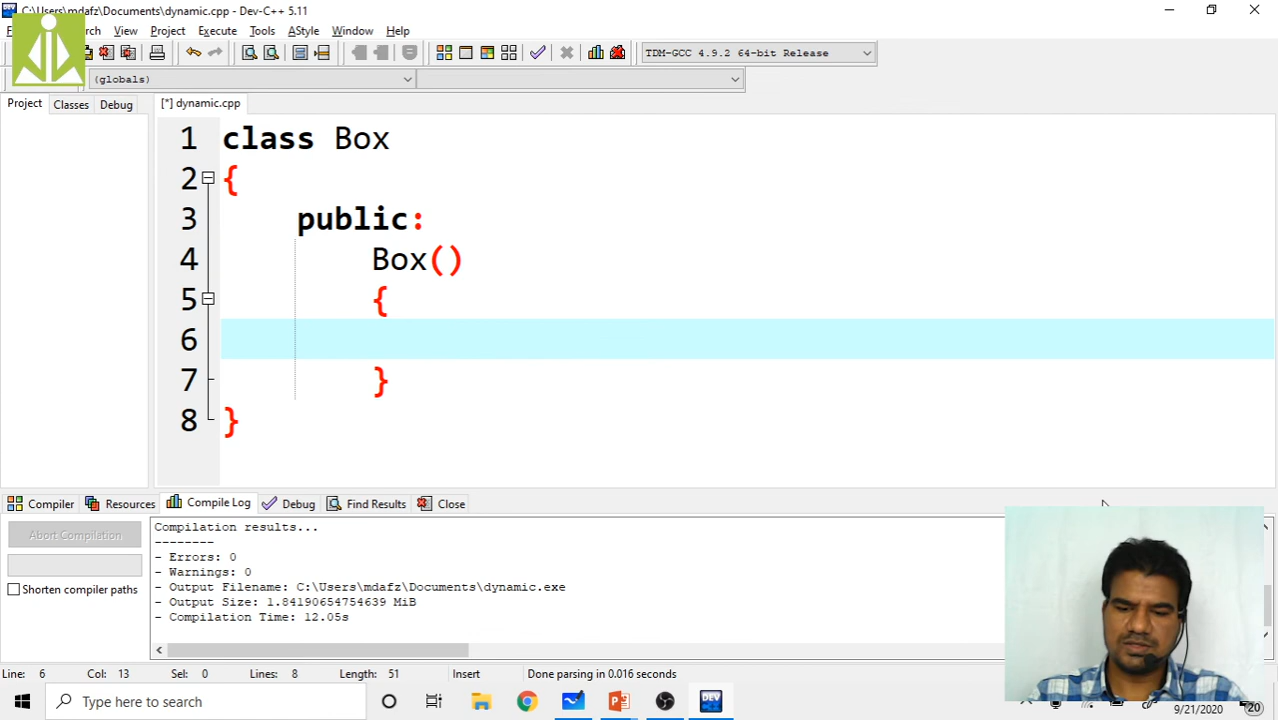 C:\Users\mdafz\Documents\dynamic.cpp - Dev-C++ 5.11
View Project Execute Tools AStyle Window Help
TDM-GCC 4.9.2 64-bit Release
(globals)
Project Classes Debug [*] dynamic.cpp
1 class Box
2 {
3 public:
4 Box()
5 {
6
7 }
8 }
Compiler Resources Compile Log Debug Find Results Close
Abort Compilation
Shorten compiler paths
Compilation results...
--------
- Errors: 0
- Warnings: 0
- Output Filename: C:\Users\mdafz\Documents\dynamic.exe
- Output Size: 1.84190654754639 MiB
- Compilation Time: 12.05s
Line: 6 Col: 13 Sel: 0 Lines: 8 Length: 51 Insert Done parsing in 0.016 seconds
Type here to search
DEV
9/21/2020
20